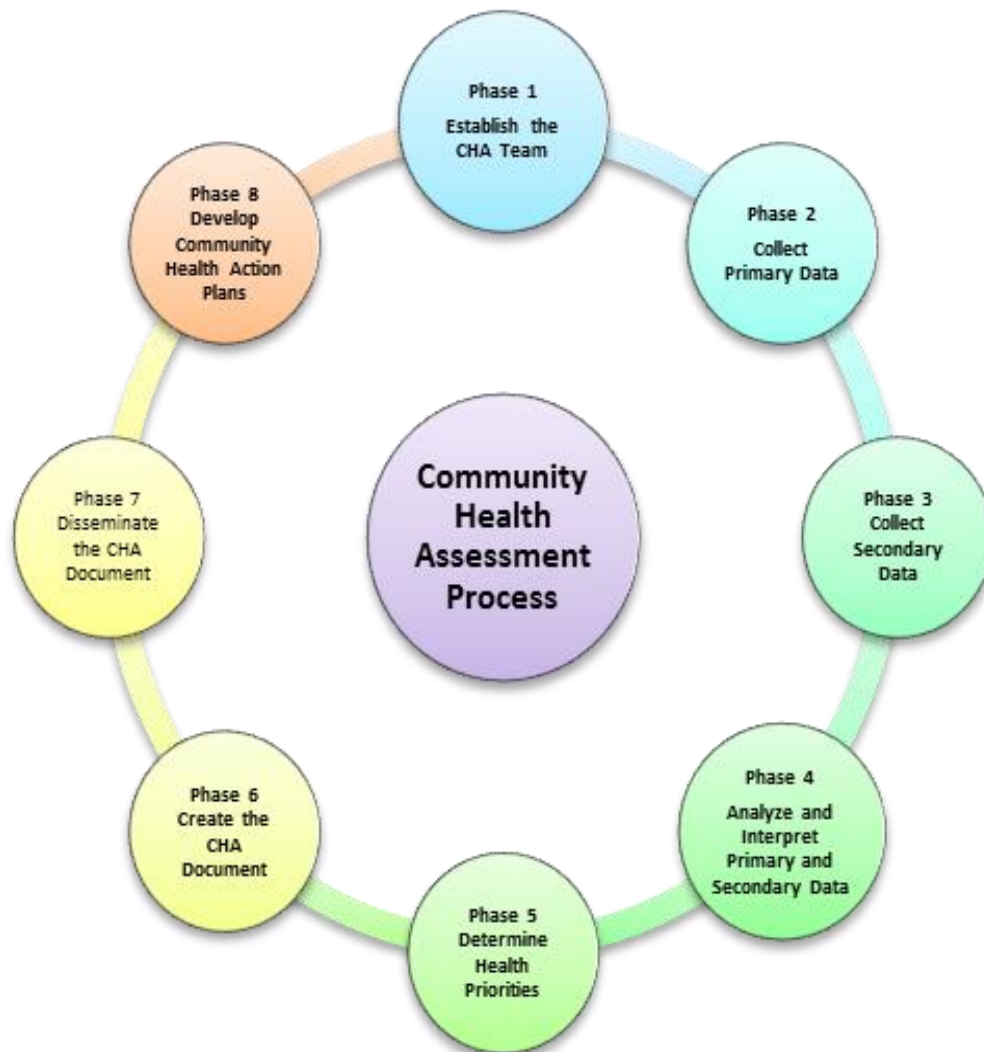 Phase 1
Establish the
CHA Team
Phase 2
Collect
Primary Data
Phase 3
Collect
Secondary
Data
Phase 4
Analyze and
Interpret
Primary and
Secondary Data
Phase 5
Determine
Health
Priorities
Phase 6
Create the
CHA
Document
Phase 7
Disseminate
the CHA
Document
Phase 8
Develop
Community
Health Action
Plans
Community
Health
Assessment
Process